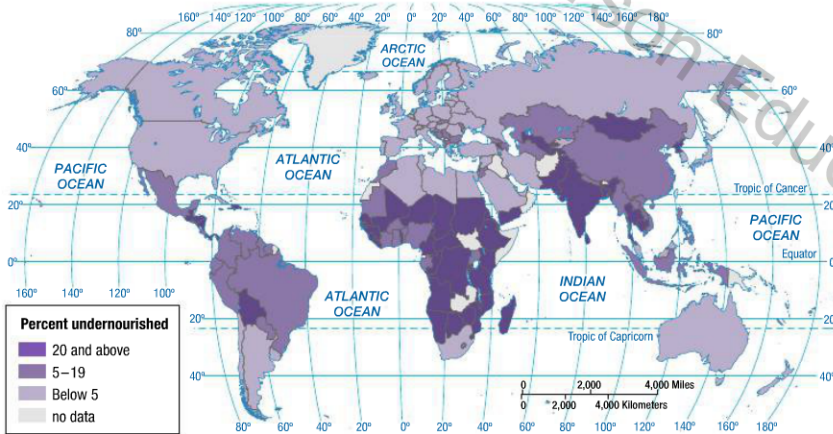 160° 140° 120° 100° 80° 60° 40° 20° 0° 20° 40° 60° 80° 100° 120° 140° 160° 180°
son Educ
ARCTIC
OCEAN
60°
60°
40°
40°
PACIFIC
OCEAN
ATLANTIC
OCEAN
Tropic of Cancer
20°
20°
PACIFIC
OCEAN
Equator
0°
0°
160° 140° 120° 100°
ATLANTIC
OCEAN
INDIAN
OCEAN
Tropic of Capricorn
20°
20°
40°
40°
0 2,000 4,000 Miles
0 2,000 4,000 Kilometers
80° 60° 40° 20° 0° 20° 40° 60° 80° 100° 120° 140° 160° 180°
Percent undernourished
20 and above
5–19
Below 5
no data